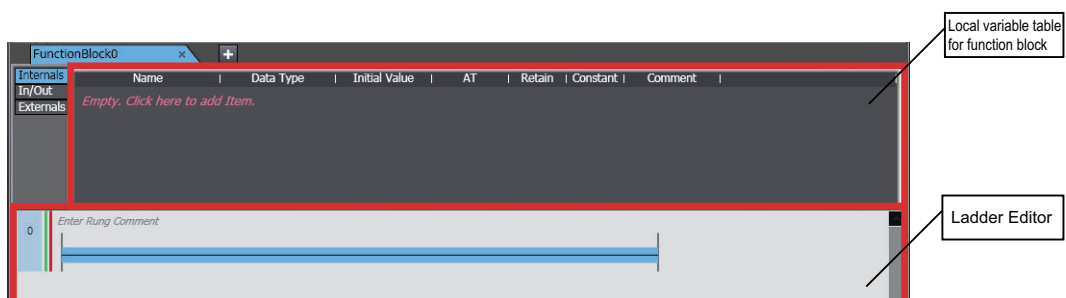 Local variable table
for function block
FunctionBlock0 × +
Internals
In/Out
Externals
Name | Data Type | Initial Value | AT | Retain | Constant | Comment |
Empty. Click here to add Item.
0
Enter Rung Comment
Ladder Editor